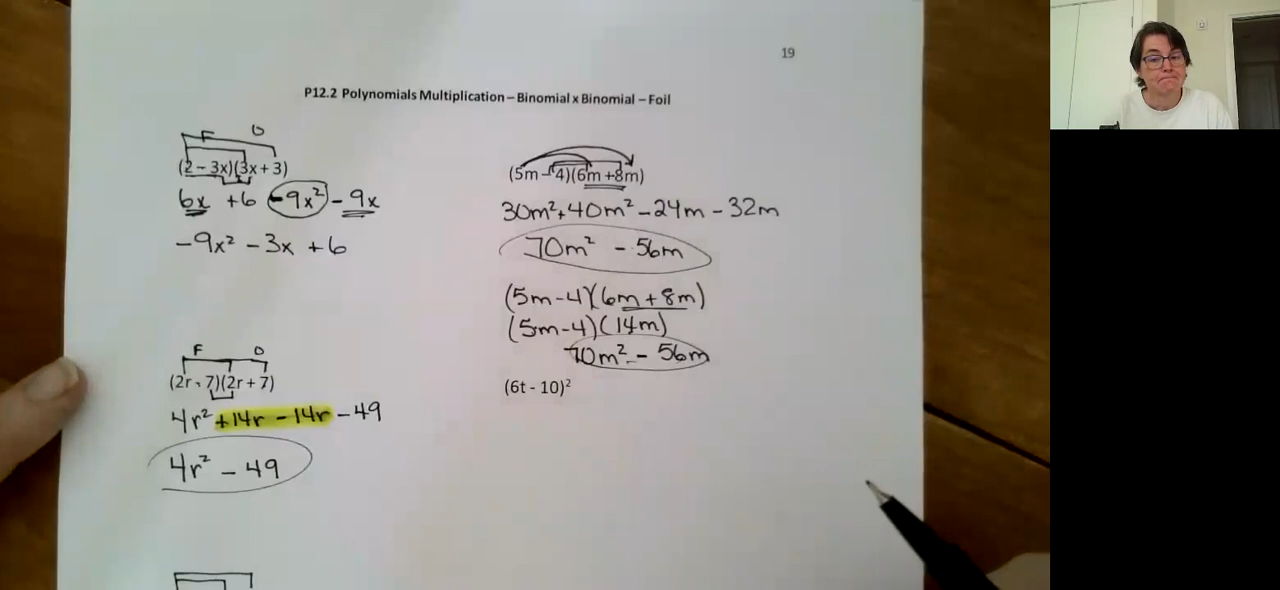 19
P12.2 Polynomials Multiplication – Binomial x Binomial – Foil
F O
(2 – 3x)(3x + 3)
6x + 6 - 9x² - 9x
-9x² - 3x + 6
F O
(2r - 7)(2r + 7)
4r² + 14r - 14r - 49
4r² - 49
(5m – 4)(6m + 8m)
30m² + 40m² - 24m - 32m
70m² - 56m
(5m - 4)(6m + 8m)
(5m - 4)(14m)
70m² - 56m
(6t - 10)²